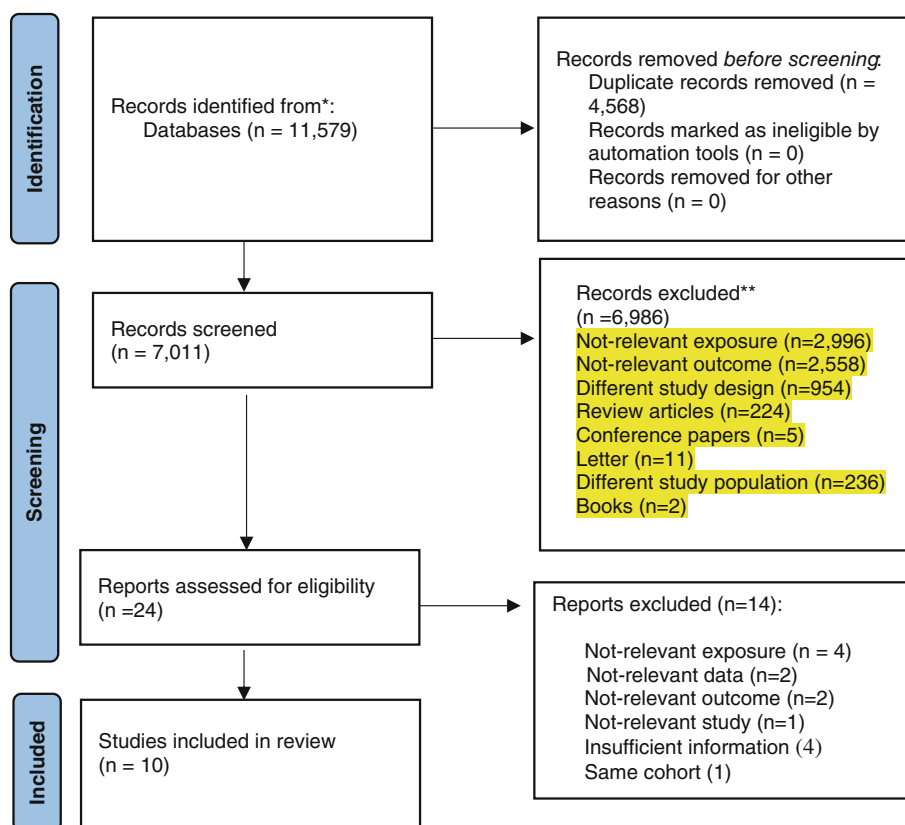 Identification
Records identified from*:
Databases (n = 11,579)
Records removed before screening:
Duplicate records removed (n =
4,568)
Records marked as ineligible by
automation tools (n = 0)
Records removed for other
reasons (n = 0)
Screening
Records screened
(n = 7,011)
Records excluded**
(n =6,986)
Not-relevant exposure (n=2,996)
Not-relevant outcome (n=2,558)
Different study design (n=954)
Review articles (n=224)
Conference papers (n=5)
Letter (n=11)
Different study population (n=236)
Books (n=2)
Reports assessed for eligibility
(n =24)
Reports excluded (n=14):
Not-relevant exposure (n = 4)
Not-relevant data (n=2)
Not-relevant outcome (n=2)
Not-relevant study (n=1)
Insufficient information (4)
Same cohort (1)
Included
Studies included in review
(n = 10)